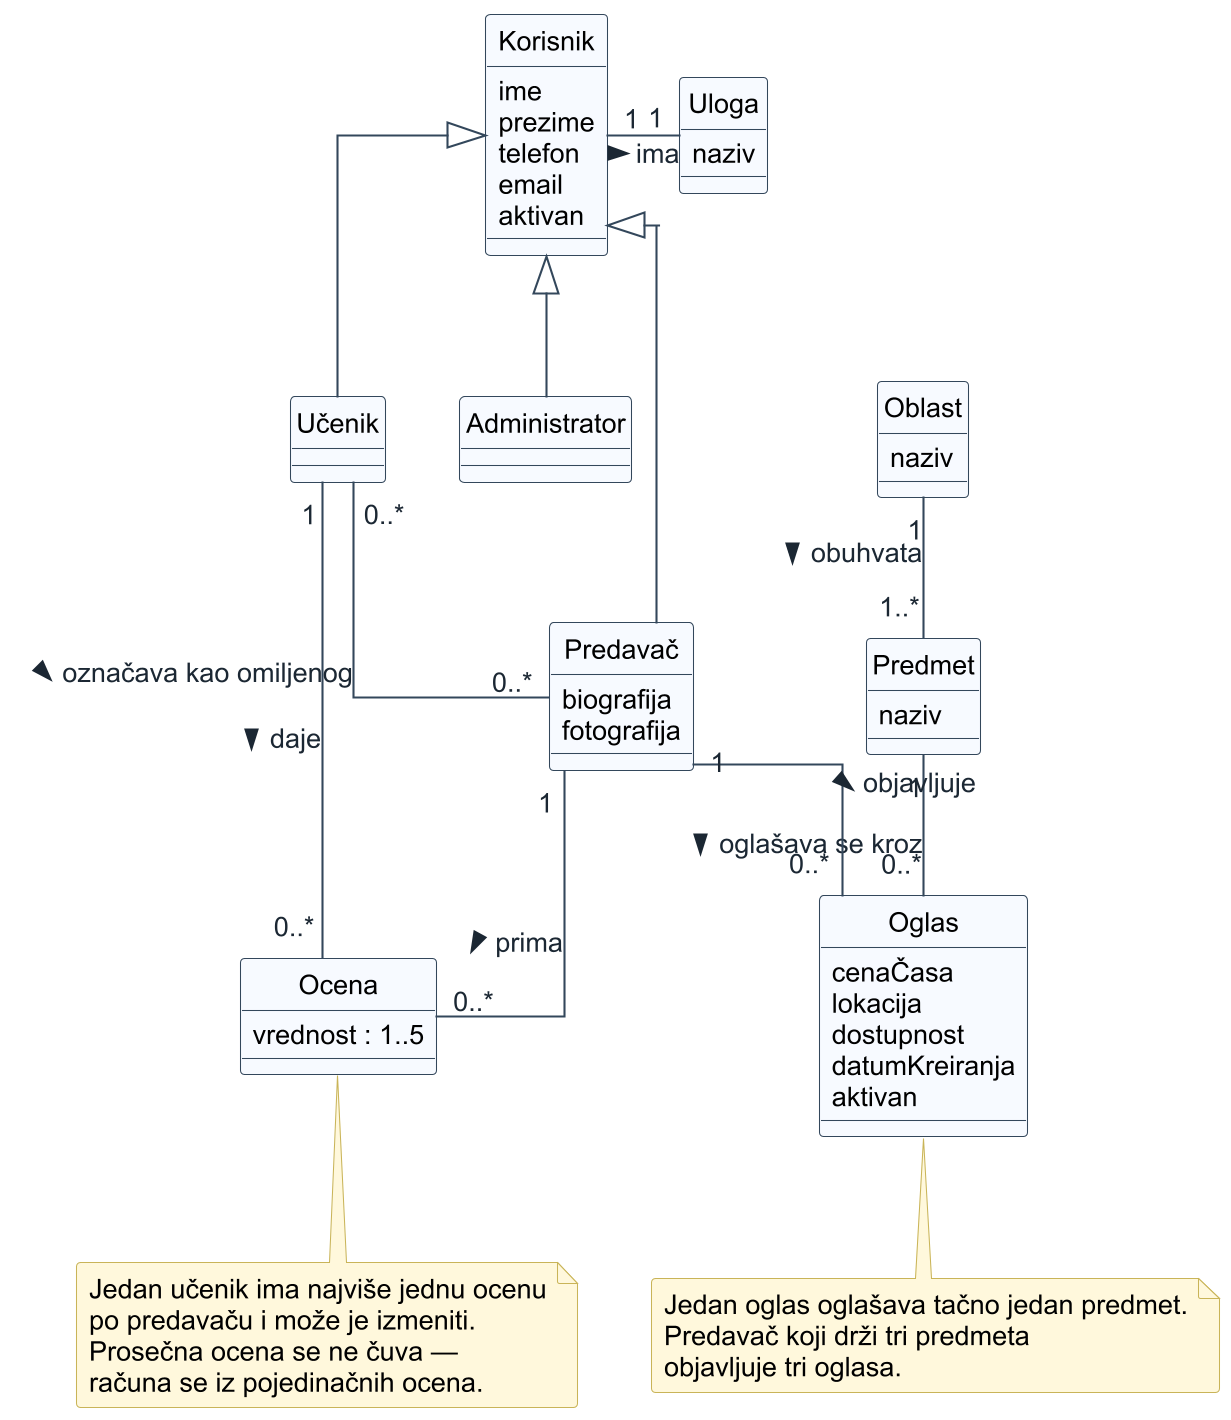 Korisnik
ime
prezime
telefon
email
aktivan
1 1
ima
Uloga
naziv
Učenik
Administrator
Oblast
naziv
1
0..*
1
obuhvata
1..*
Predavač
biografija
fotografija
Predmet
naziv
označava kao omiljenog
0..*
daje
1
objavljuje
1
1
oglašava se kroz
0..*
0..*
0..*
prima
0..*
Ocena
vrednost : 1..5
Oglas
cenaČasa
lokacija
dostupnost
datumKreiranja
aktivan
Jedan učenik ima najviše jednu ocenu
po predavaču i može je izmeniti.
Prosečna ocena se ne čuva —
računa se iz pojedinačnih ocena.
Jedan oglas oglašava tačno jedan predmet.
Predavač koji drži tri predmeta
objavljuje tri oglasa.